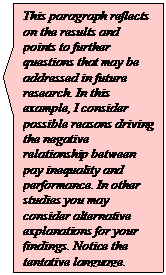 This paragraph reflects
on the results and
points to further
questions that may be
addressed in future
research. In this
example, I consider
possible reasons driving
the negative
relationship between
pay inequality and
performance. In other
studies you may
consider alternative
explanations for your
findings. Notice the
tentative language.